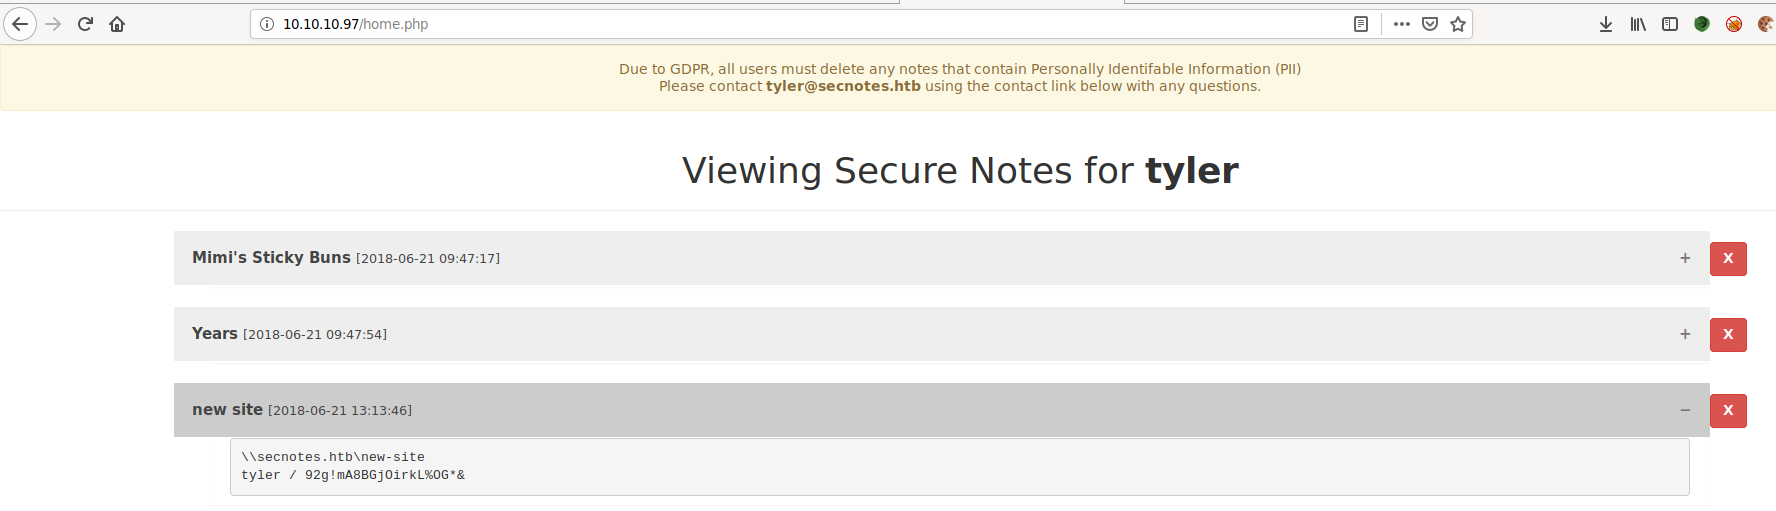 10.10.10.97/home.php
Due to GDPR, all users must delete any notes that contain Personally Identifable Information (PII)
Please contact tyler@secnotes.htb using the contact link below with any questions.
Viewing Secure Notes for tyler
Mimi's Sticky Buns [2018-06-21 09:47:17] + X
Years [2018-06-21 09:47:54] + X
new site [2018-06-21 13:13:46] − X
\\secnotes.htb\new-site
tyler / 92g!mA8BGjOirkL%OG*&